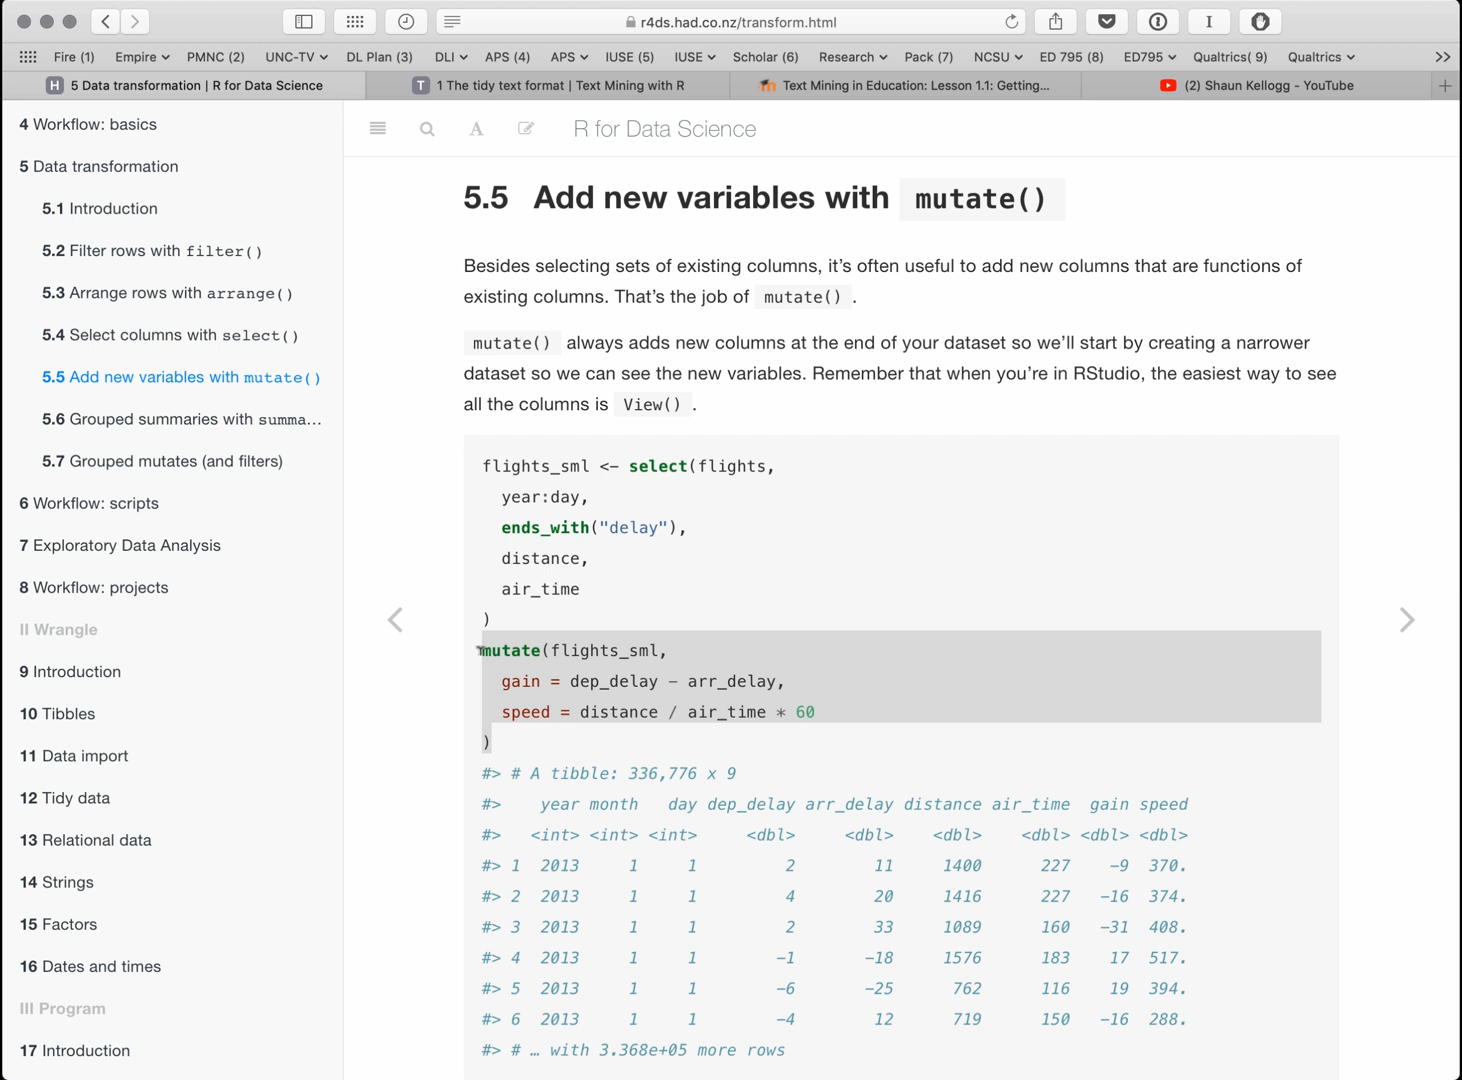 r4ds.had.co.nz/transform.html
Fire (1) Empire PMNC (2) UNC-TV DL Plan (3) DLI APS (4) APS IUSE (5) IUSE Scholar (6) Research Pack (7) NCSU ED 795 (8) ED795 Qualtrics( 9) Qualtrics
H 5 Data transformation | R for Data Science
T 1 The tidy text format | Text Mining with R
Text Mining in Education: Lesson 1.1: Getting...
(2) Shaun Kellogg - YouTube
4 Workflow: basics
5 Data transformation
5.1 Introduction
5.2 Filter rows with filter()
5.3 Arrange rows with arrange()
5.4 Select columns with select()
5.5 Add new variables with mutate()
5.6 Grouped summaries with summa...
5.7 Grouped mutates (and filters)
6 Workflow: scripts
7 Exploratory Data Analysis
8 Workflow: projects
II Wrangle
9 Introduction
10 Tibbles
11 Data import
12 Tidy data
13 Relational data
14 Strings
15 Factors
16 Dates and times
III Program
17 Introduction
A R for Data Science
5.5 Add new variables with mutate()
Besides selecting sets of existing columns, it’s often useful to add new columns that are functions of
existing columns. That’s the job of mutate() .
mutate() always adds new columns at the end of your dataset so we’ll start by creating a narrower
dataset so we can see the new variables. Remember that when you’re in RStudio, the easiest way to see
all the columns is View() .
flights_sml <- select(flights,
year:day,
ends_with("delay"),
distance,
air_time
)
mutate(flights_sml,
gain = dep_delay - arr_delay,
speed = distance / air_time * 60
)
#> # A tibble: 336,776 x 9
#> year month day dep_delay arr_delay distance air_time gain speed
#> <int> <int> <int> <dbl> <dbl> <dbl> <dbl> <dbl> <dbl>
#> 1 2013 1 1 2 11 1400 227 -9 370.
#> 2 2013 1 1 4 20 1416 227 -16 374.
#> 3 2013 1 1 2 33 1089 160 -31 408.
#> 4 2013 1 1 -1 -18 1576 183 17 517.
#> 5 2013 1 1 -6 -25 762 116 19 394.
#> 6 2013 1 1 -4 12 719 150 -16 288.
#> # … with 3.368e+05 more rows